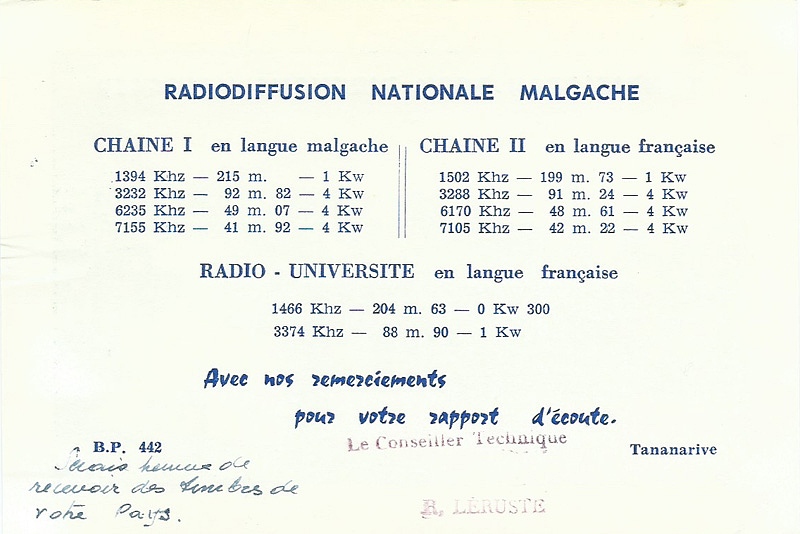 RADIODIFFUSION NATIONALE MALGACHE
CHAINE I en langue malgache
1394 Khz — 215 m. — 1 Kw
3232 Khz — 92 m. 82 — 4 Kw
6235 Khz — 49 m. 07 — 4 Kw
7155 Khz — 41 m. 92 — 4 Kw
CHAINE II en langue française
1502 Khz — 199 m. 73 — 1 Kw
3288 Khz — 91 m. 24 — 4 Kw
6170 Khz — 48 m. 61 — 4 Kw
7105 Khz — 42 m. 22 — 4 Kw
RADIO - UNIVERSITE en langue française
1466 Khz — 204 m. 63 — 0 Kw 300
3374 Khz — 88 m. 90 — 1 Kw
Avec nos remerciements
pour votre rapport d'écoute.
Le Conseiller Technique
B.P. 442
Tananarive
Serais de
recevoir des timbres de
votre Pays.
R. LÉRUSTE